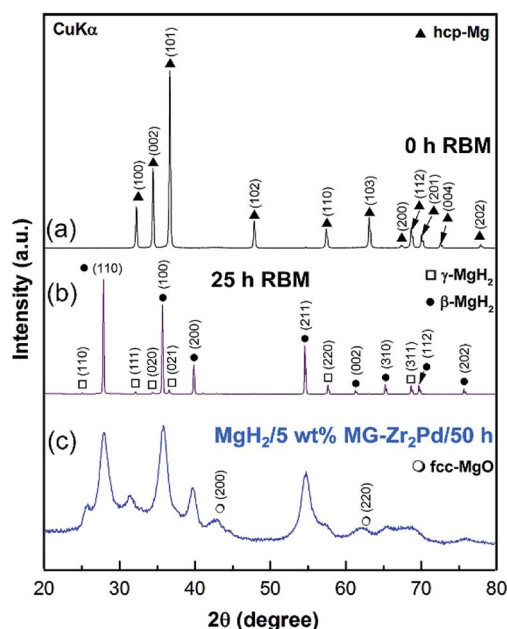 CuKα
▲ hcp-Mg
(101)
0 h RBM
(002)
(100)
(102)
(110)
(103)
(200)
(112)
(201)
(004)
(202)
(a)
25 h RBM
□ γ-MgH₂
● β-MgH₂
(110)
(100)
(b)
(110)
(111)
(020)
(021)
(200)
(211)
(220)
(002)
(310)
(311)
(112)
(202)
(c)
MgH₂/5 wt% MG-Zr₂Pd/50 h
fcc-MgO
(200)
(220)
Intensity (a.u.)
20 30 40 50 60 70 80
2θ (degree)